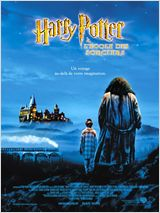 Harry Potter
À L'ÉCOLE DES
SORCIERS
Un voyage
au-delà de votre imagination.